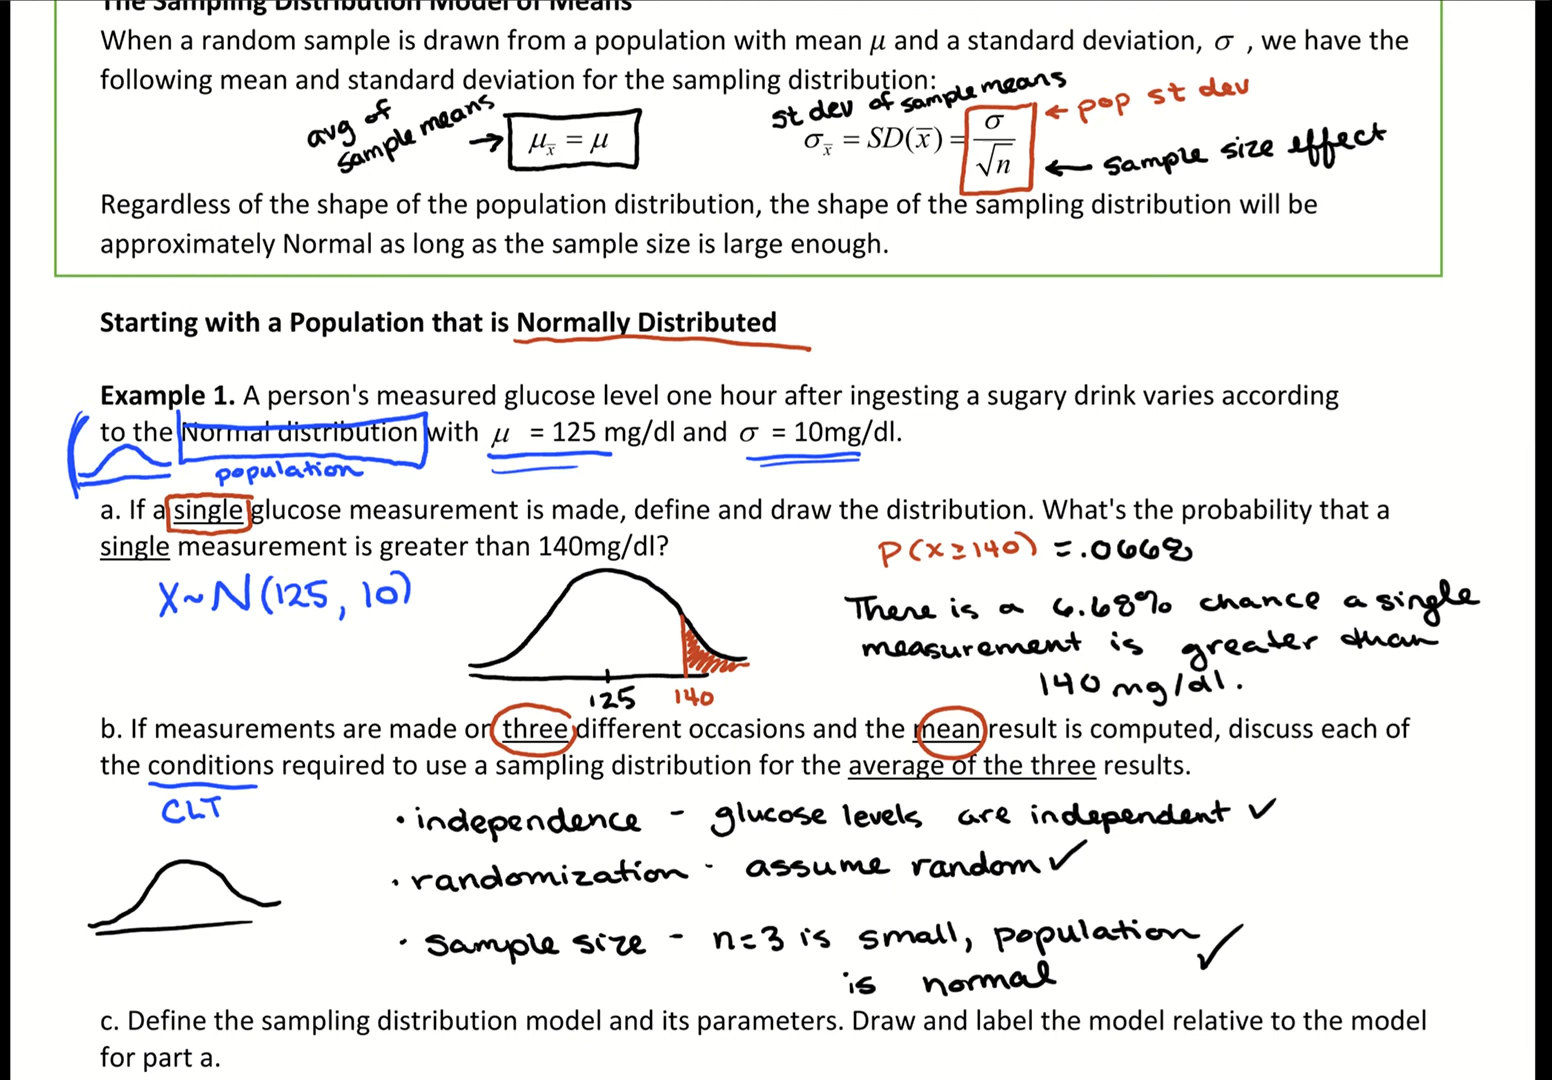 The Sampling Distribution Model of Means
When a random sample is drawn from a population with mean μ and a standard deviation, σ , we have the
following mean and standard deviation for the sampling distribution:
avg of
sample means
→ μx̅ = μ
st dev of sample means
σx̅ = SD(x̅) = σ/√n
← pop st dev
← sample size effect
Regardless of the shape of the population distribution, the shape of the sampling distribution will be
approximately Normal as long as the sample size is large enough.
Starting with a Population that is Normally Distributed
Example 1. A person's measured glucose level one hour after ingesting a sugary drink varies according
to the Normal distribution with μ = 125 mg/dl and σ = 10mg/dl.
population
a. If a single glucose measurement is made, define and draw the distribution. What's the probability that a
single measurement is greater than 140mg/dl?
P(x≥140) = .0668
X~N(125, 10)
There is a 6.68% chance a single
measurement is greater than
140 mg/dl.
125 140
b. If measurements are made on three different occasions and the mean result is computed, discuss each of
the conditions required to use a sampling distribution for the average of the three results.
CLT
• independence - glucose levels are independent ✓
• randomization - assume random ✓
• sample size - n=3 is small, population ✓
is normal
c. Define the sampling distribution model and its parameters. Draw and label the model relative to the model
for part a.